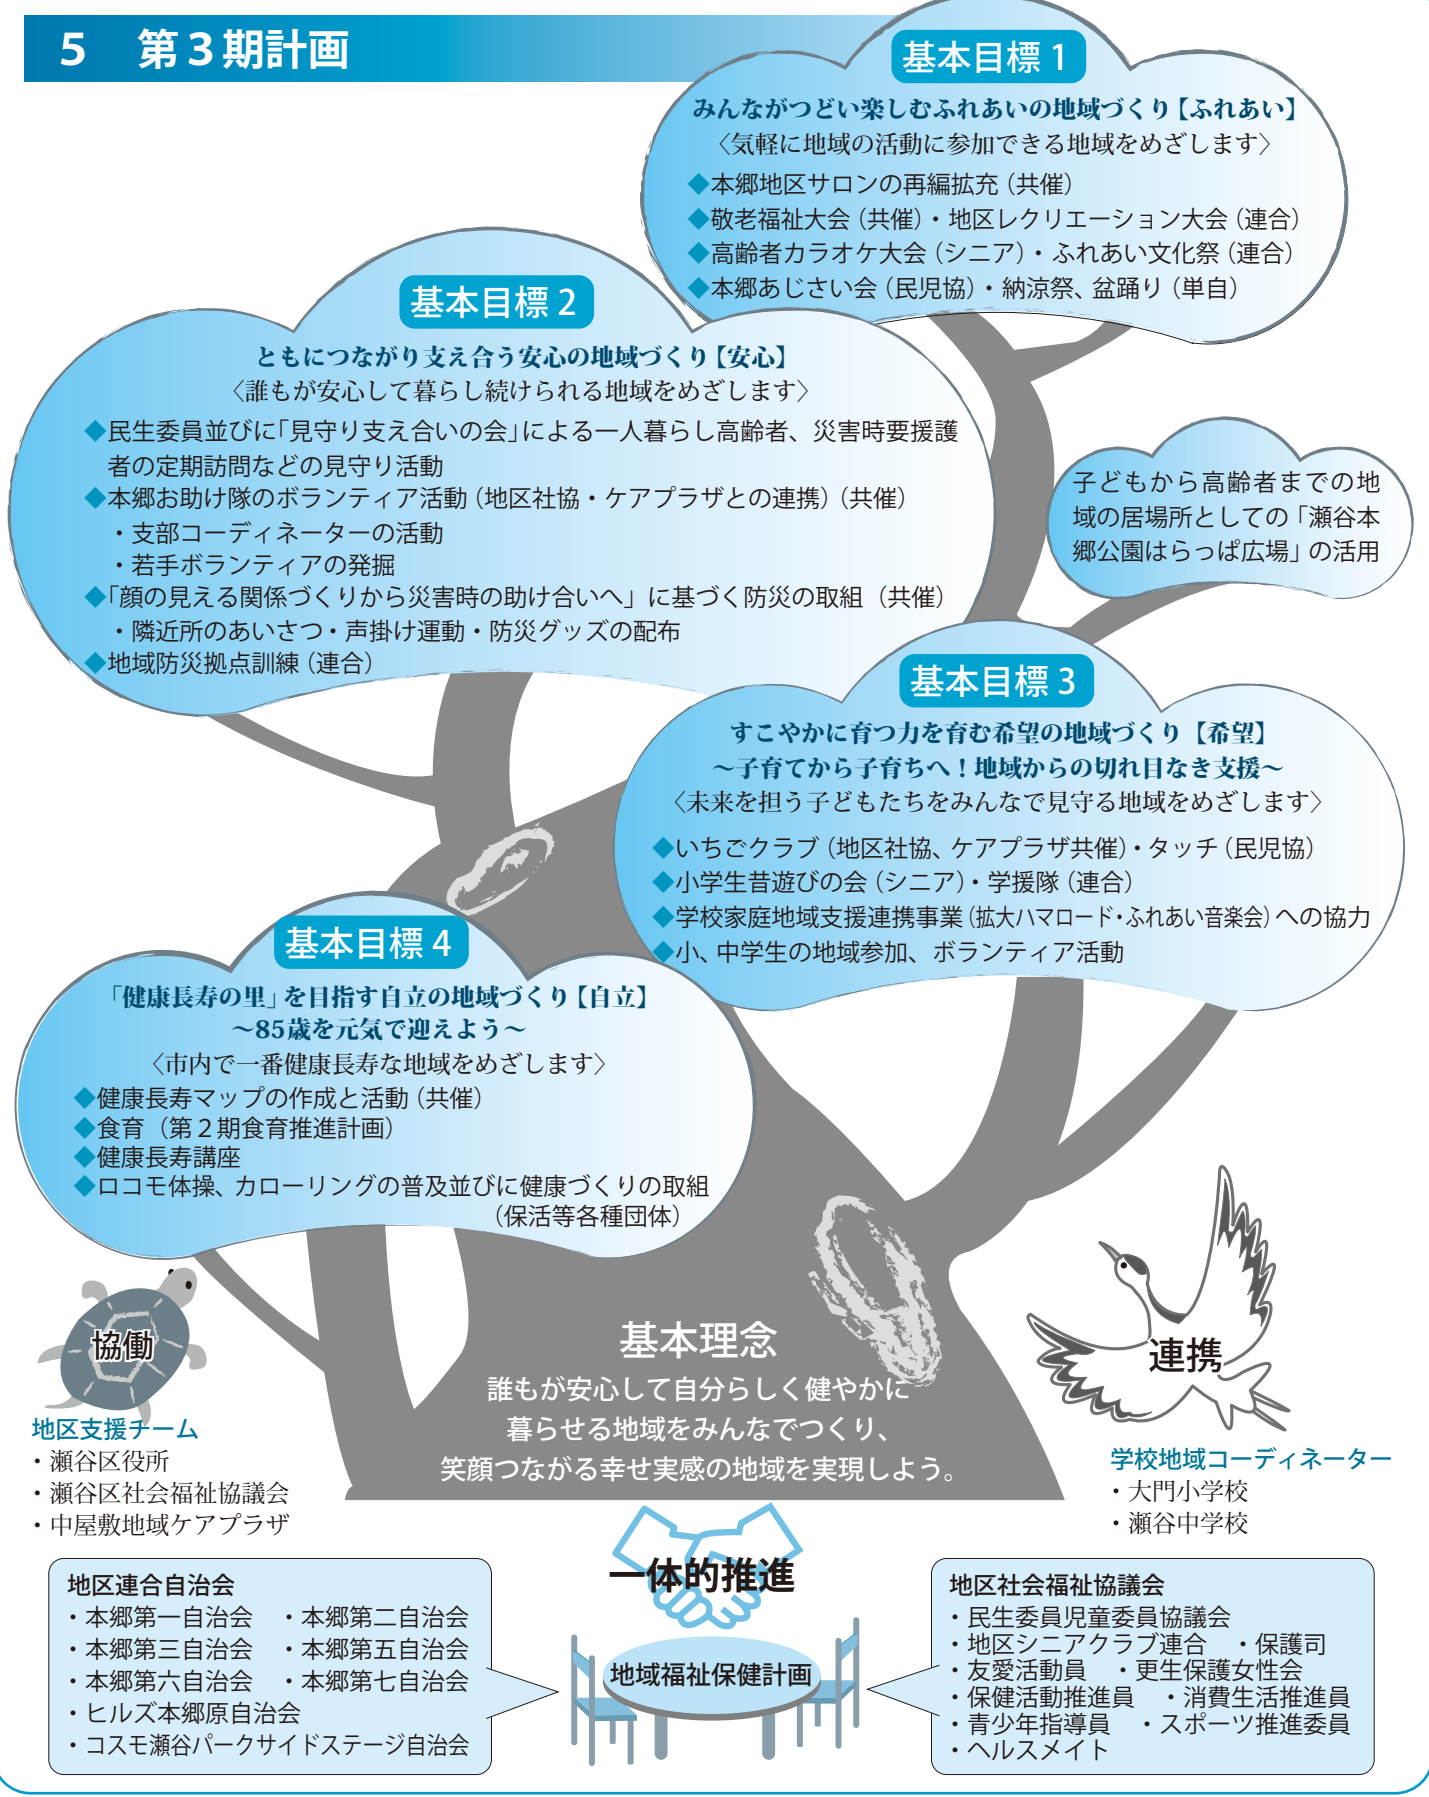 5　第３期計画
基本目標 1
みんながつどい楽しむふれあいの地域づくり【ふれあい】
〈気軽に地域の活動に参加できる地域をめざします〉
◆本郷地区サロンの再編拡充（共催）
◆敬老福祉大会（共催）・地区レクリエーション大会（連合）
◆高齢者カラオケ大会（シニア）・ふれあい文化祭（連合）
◆本郷あじさい会（民児協）・納涼祭、盆踊り（単自）
基本目標 2
ともにつながり支え合う安心の地域づくり【安心】
〈誰もが安心して暮らし続けられる地域をめざします〉
◆民生委員並びに「見守り支え合いの会」による一人暮らし高齢者、災害時要援護
者の定期訪問などの見守り活動
◆本郷お助け隊のボランティア活動（地区社協・ケアプラザとの連携）（共催）
・支部コーディネーターの活動
・若手ボランティアの発掘
◆「顔の見える関係づくりから災害時の助け合いへ」に基づく防災の取組（共催）
・隣近所のあいさつ・声掛け運動・防災グッズの配布
◆地域防災拠点訓練（連合）
子どもから高齢者までの地
域の居場所としての「瀬谷本
郷公園はらっぱ広場」の活用
基本目標 3
すこやかに育つ力を育む希望の地域づくり【希望】
～子育てから子育ちへ！地域からの切れ目なき支援～
〈未来を担う子どもたちをみんなで見守る地域をめざします〉
◆いちごクラブ（地区社協、ケアプラザ共催）・タッチ（民児協）
◆小学生昔遊びの会（シニア）・学援隊（連合）
◆学校家庭地域支援連携事業（拡大ハマロード・ふれあい音楽会）への協力
◆小、中学生の地域参加、ボランティア活動
基本目標 4
「健康長寿の里」を目指す自立の地域づくり【自立】
～85歳を元気で迎えよう～
〈市内で一番健康長寿な地域をめざします〉
◆健康長寿マップの作成と活動（共催）
◆食育（第２期食育推進計画）
◆健康長寿講座
◆ロコモ体操、カローリングの普及並びに健康づくりの取組
（保活等各種団体）
協働
地区支援チーム
・瀬谷区役所
・瀬谷区社会福祉協議会
・中屋敷地域ケアプラザ
基本理念
誰もが安心して自分らしく健やかに
暮らせる地域をみんなでつくり、
笑顔つながる幸せ実感の地域を実現しよう。
連携
学校地域コーディネーター
・大門小学校
・瀬谷中学校
一体的推進
地域福祉保健計画
地区連合自治会
・本郷第一自治会　・本郷第二自治会
・本郷第三自治会　・本郷第五自治会
・本郷第六自治会　・本郷第七自治会
・ヒルズ本郷原自治会
・コスモ瀬谷パークサイドステージ自治会
地区社会福祉協議会
・民生委員児童委員協議会
・地区シニアクラブ連合　・保護司
・友愛活動員　・更生保護女性会
・保健活動推進員　・消費生活推進員
・青少年指導員　・スポーツ推進委員
・ヘルスメイト